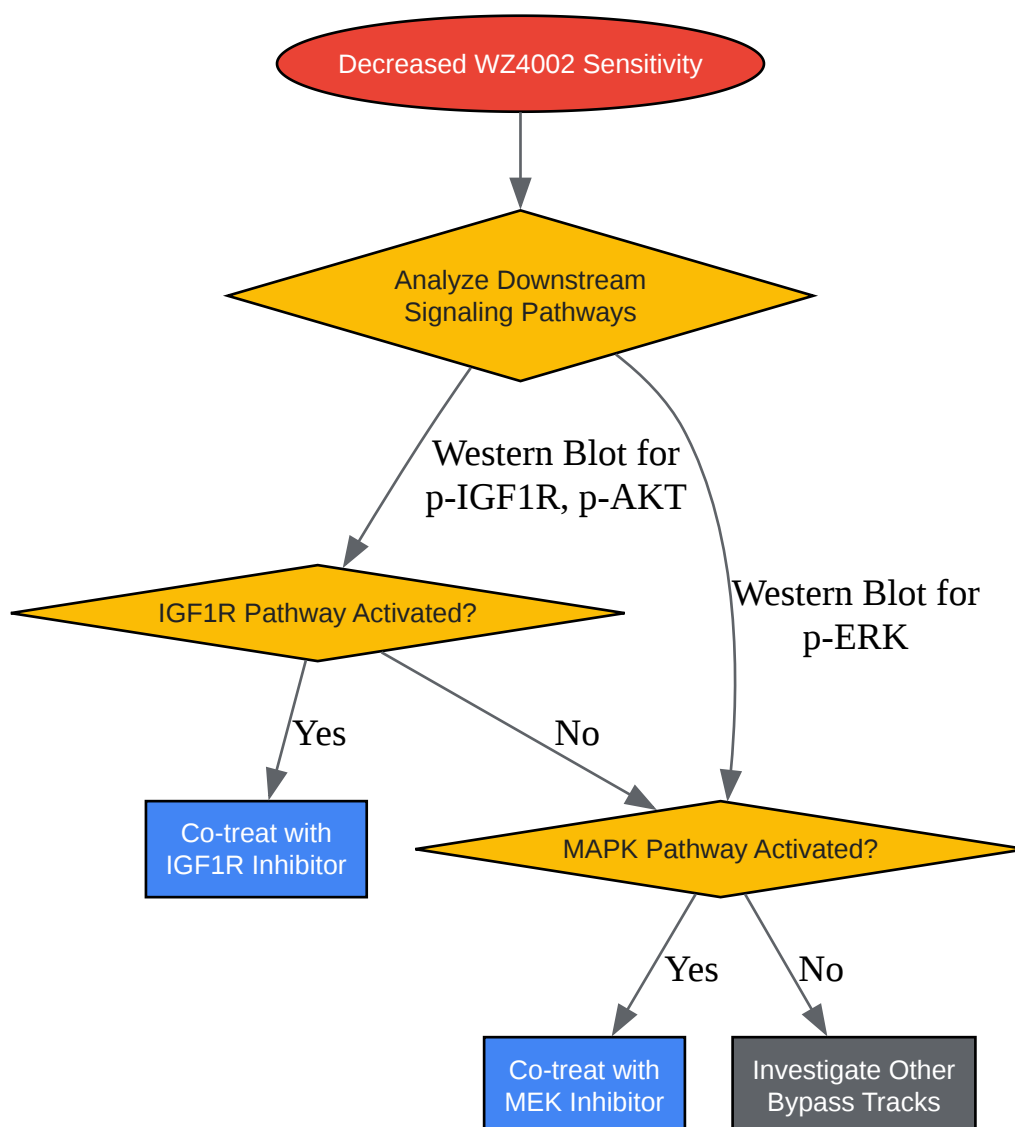 Decreased WZ4002 Sensitivity
Analyze Downstream
Signaling Pathways
Western Blot for
p-IGF1R, p-AKT
Western Blot for
p-ERK
IGF1R Pathway Activated?
Yes
No
Co-treat with
IGF1R Inhibitor
MAPK Pathway Activated?
Yes
No
Co-treat with
MEK Inhibitor
Investigate Other
Bypass Tracks